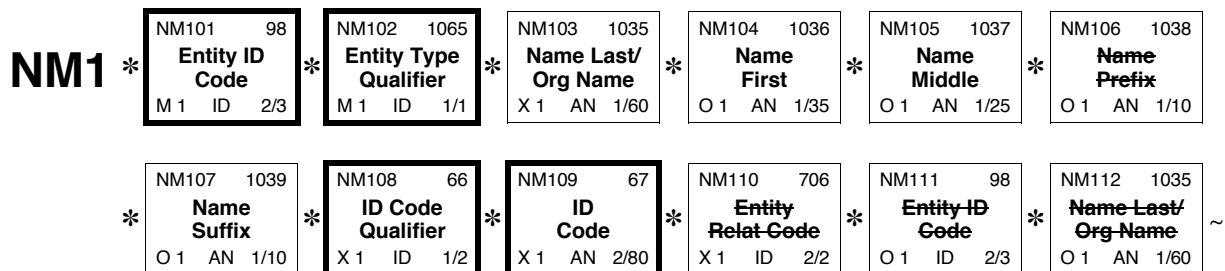 NM101 98 NM102 1065 NM103 1035 NM104 1036 NM105 1037 NM106 1038
NM1 * Entity ID * Entity Type * Name Last/ * Name * Name * Name
Code Qualifier Org Name First Middle Prefix
M 1 ID 2/3 M 1 ID 1/1 X 1 AN 1/60 O 1 AN 1/35 O 1 AN 1/25 O 1 AN 1/10
NM107 1039 NM108 66 NM109 67 NM110 706 NM111 98 NM112 1035
* Name * ID Code * ID * Entity * Entity ID * Name Last/ ~
Suffix Qualifier Code Relat Code Code Org Name
O 1 AN 1/10 X 1 ID 1/2 X 1 AN 2/80 X 1 ID 2/2 O 1 ID 2/3 O 1 AN 1/60